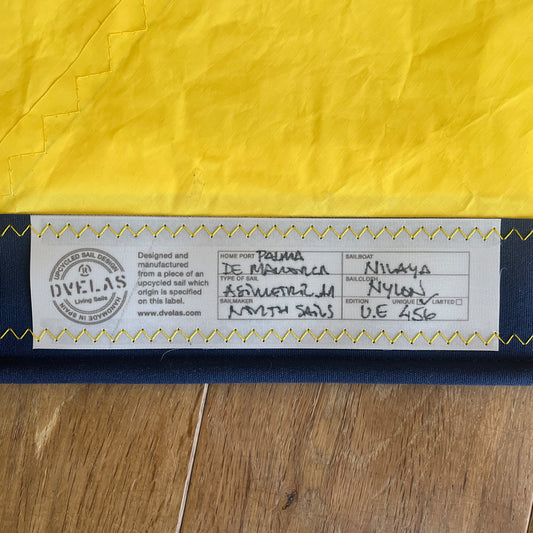 UPCYCLED SAIL DESIGN
DVELAS
Living Sails
HANDMADE IN SPAIN
Designed and
manufactured
from a piece of an
upcycled sail which
origin is specified
on this label.
www.dvelas.com
HOME PORT PALMA
DE MALLORCA
TYPE OF SAIL
SAILMAKER NORTH SAILS
SAILBOAT
NILAYA
SAILCLOTH
NYLON
EDITION UNIQUE LIMITED
U.E 456